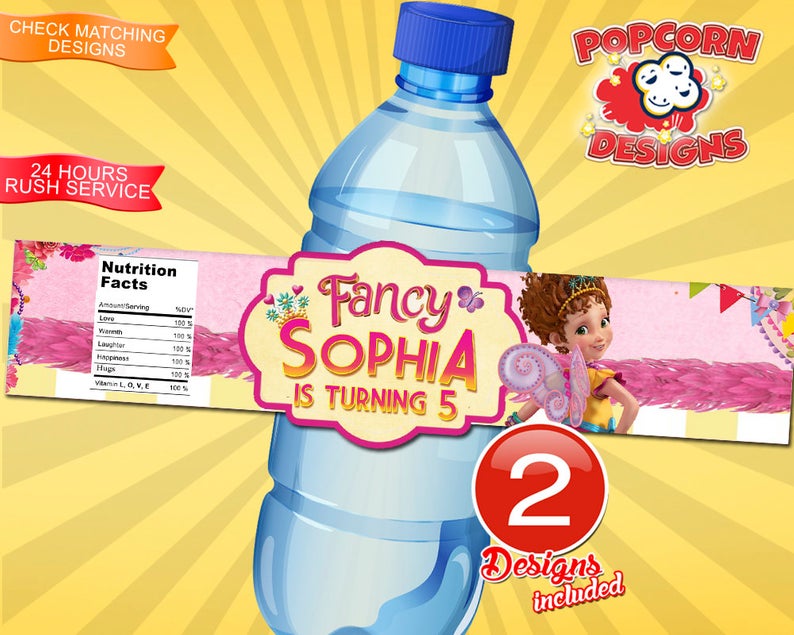 CHECK MATCHING
DESIGNS
POPCORN
DESIGNS
24 HOURS
RUSH SERVICE
Nutrition
Facts
Amount/Serving %DV*
Love 100 %
Warmth 100 %
Laughter 100 %
Happiness 100 %
Hugs 100 %
Vitamin L, O, V, E 100 %
Fancy
SOPHIA
IS TURNING 5
2
Designs
included